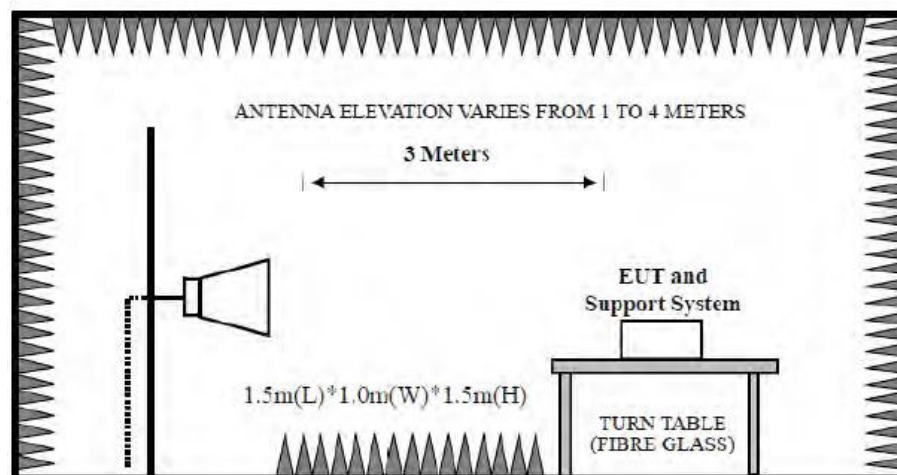 ANTENNA ELEVATION VARIES FROM 1 TO 4 METERS
3 Meters
EUT and
Support System
1.5m(L)*1.0m(W)*1.5m(H)
TURN TABLE
(FIBRE GLASS)